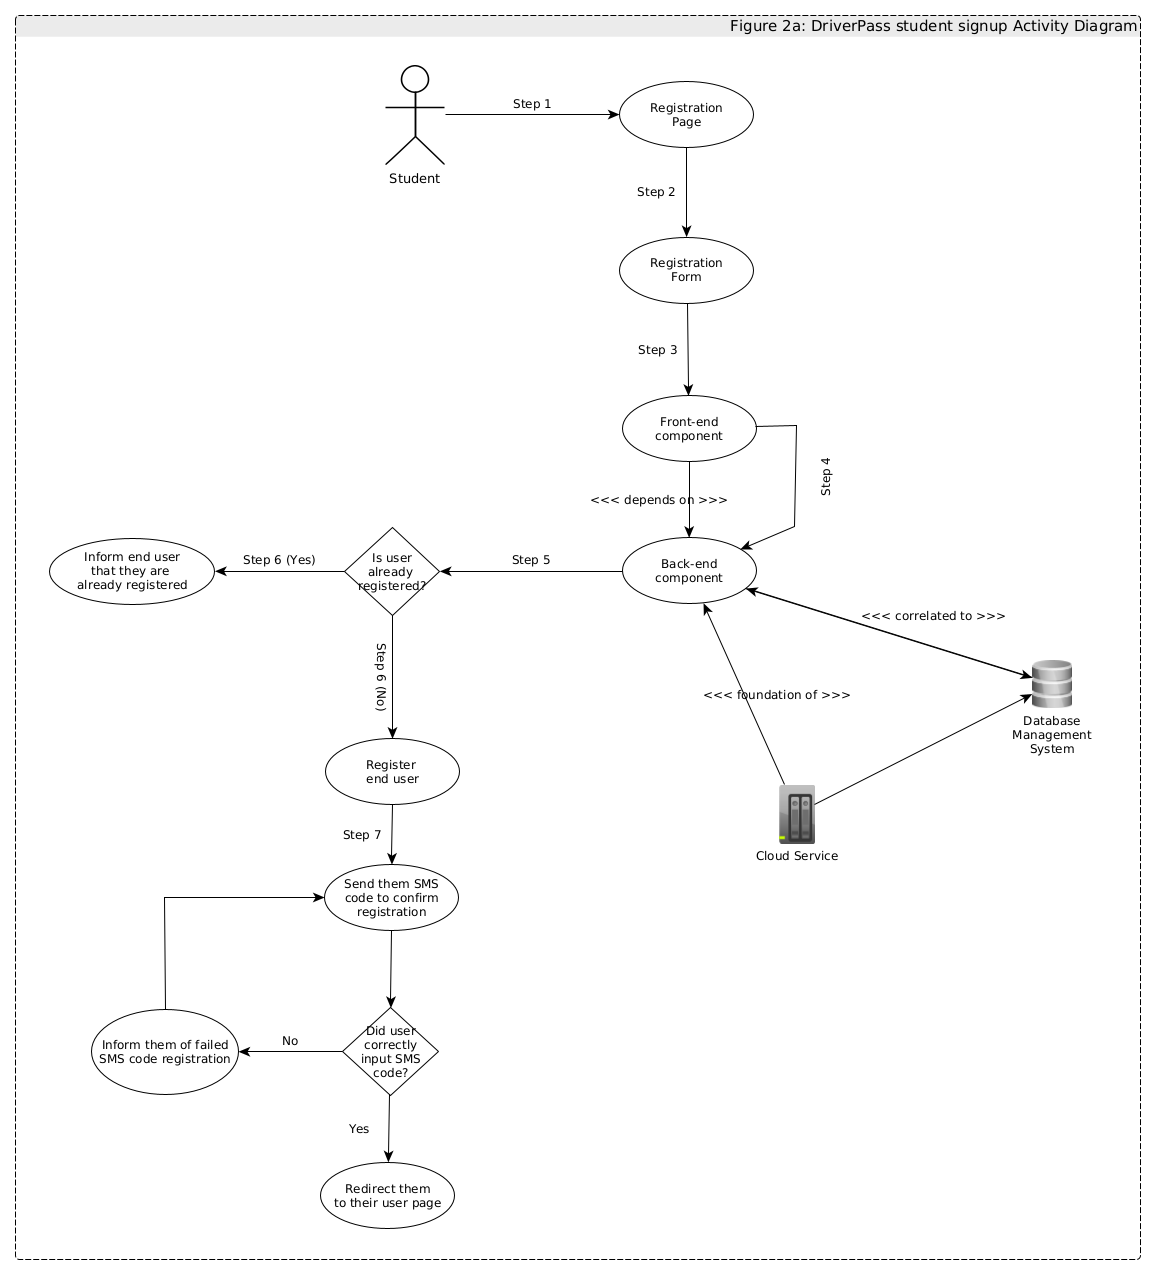 Figure 2a: DriverPass student signup Activity Diagram
Step 1
Registration
Page
Student
Step 2
Registration
Form
Step 3
Front-end
component
Step 4
<<< depends on >>>
Inform end user
that they are
already registered
Step 6 (Yes)
Is user
already
registered?
Step 5
Back-end
component
<<< correlated to >>>
Step 6 (No)
<<< foundation of >>>
Database
Management
System
Register
end user
Step 7
Cloud Service
Send them SMS
code to confirm
registration
Inform them of failed
SMS code registration
No
Did user
correctly
input SMS
code?
Yes
Redirect them
to their user page